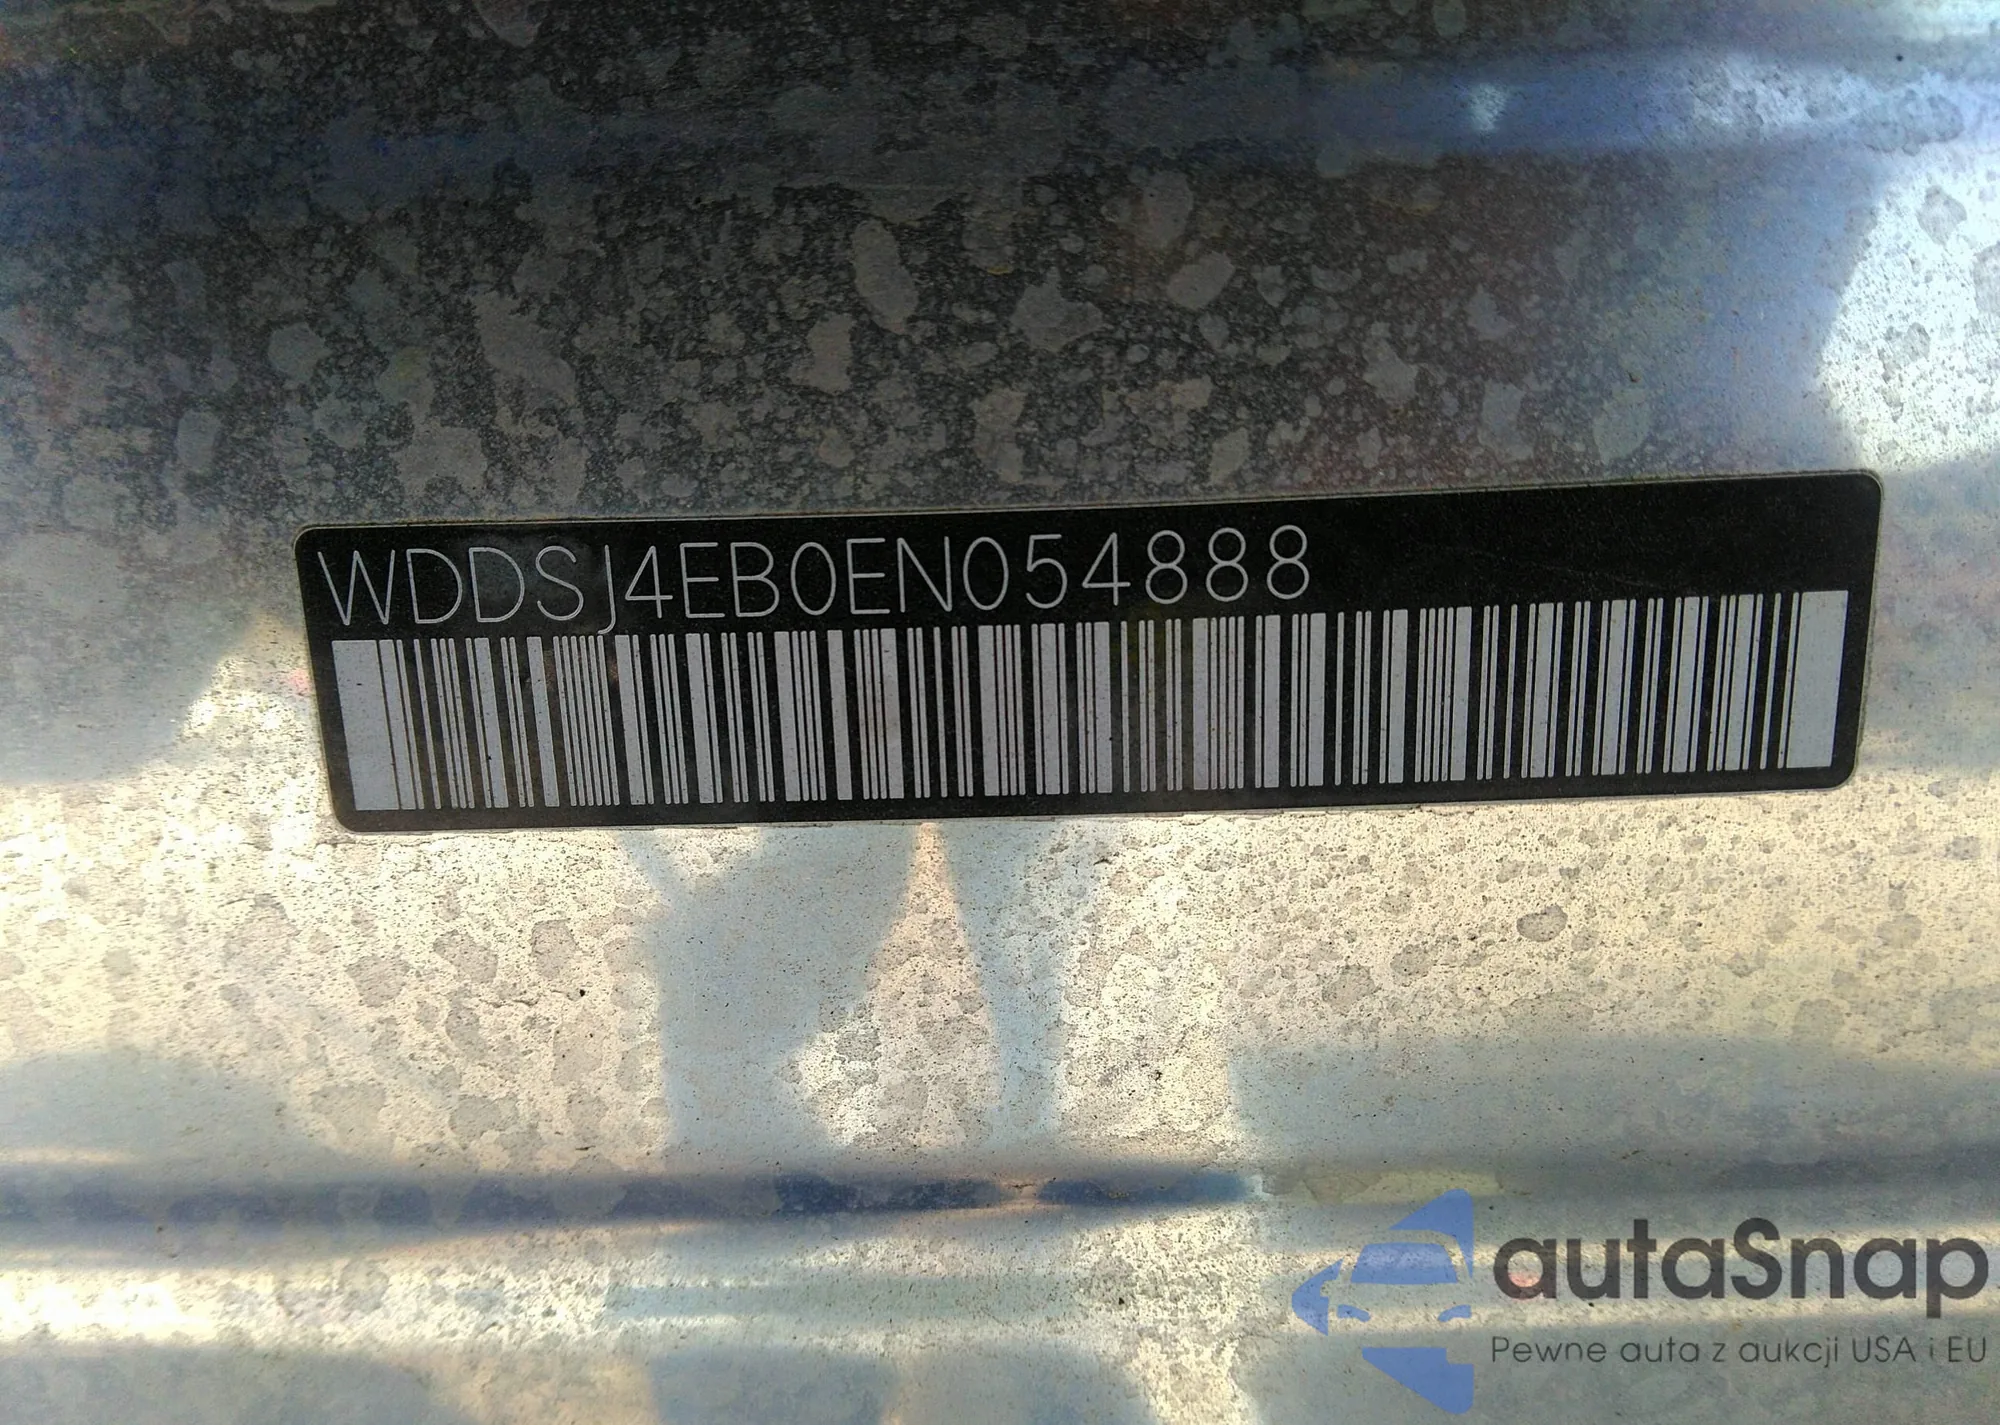 WDDSJ4EB0EN054888
autaSnap
Pewne auta z aukcji USA i EU